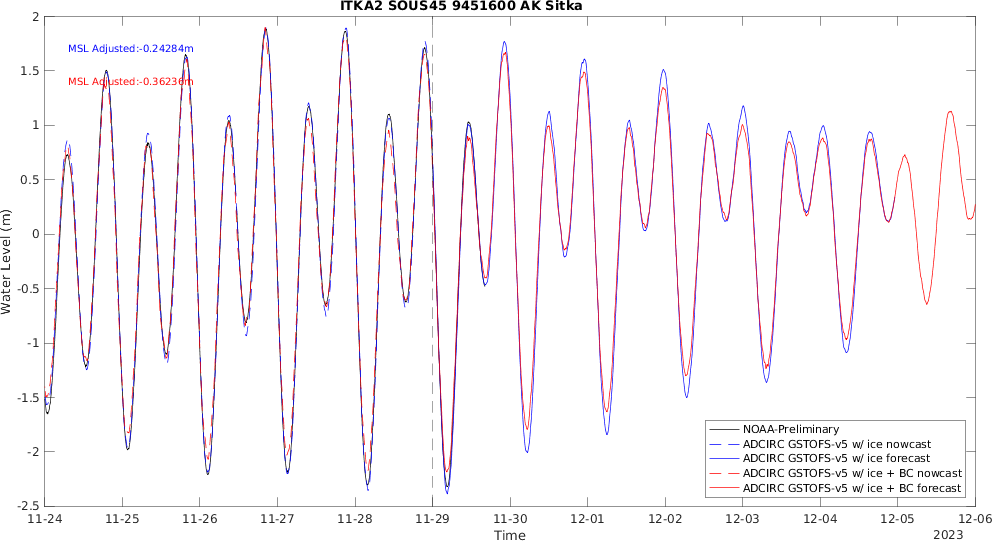 ITKA2 SOUS45 9451600 AK Sitka
MSL Adjusted:-0.24284m
MSL Adjusted:-0.36236m
Water Level (m)
2
1.5
1
0.5
0
-0.5
-1
-1.5
-2
-2.5
NOAA-Preliminary
ADCIRC GSTOFS-v5 w/ ice nowcast
ADCIRC GSTOFS-v5 w/ ice forecast
ADCIRC GSTOFS-v5 w/ ice + BC nowcast
ADCIRC GSTOFS-v5 w/ ice + BC forecast
11-24 11-25 11-26 11-27 11-28 11-29 11-30 12-01 12-02 12-03 12-04 12-05 12-06
Time
2023